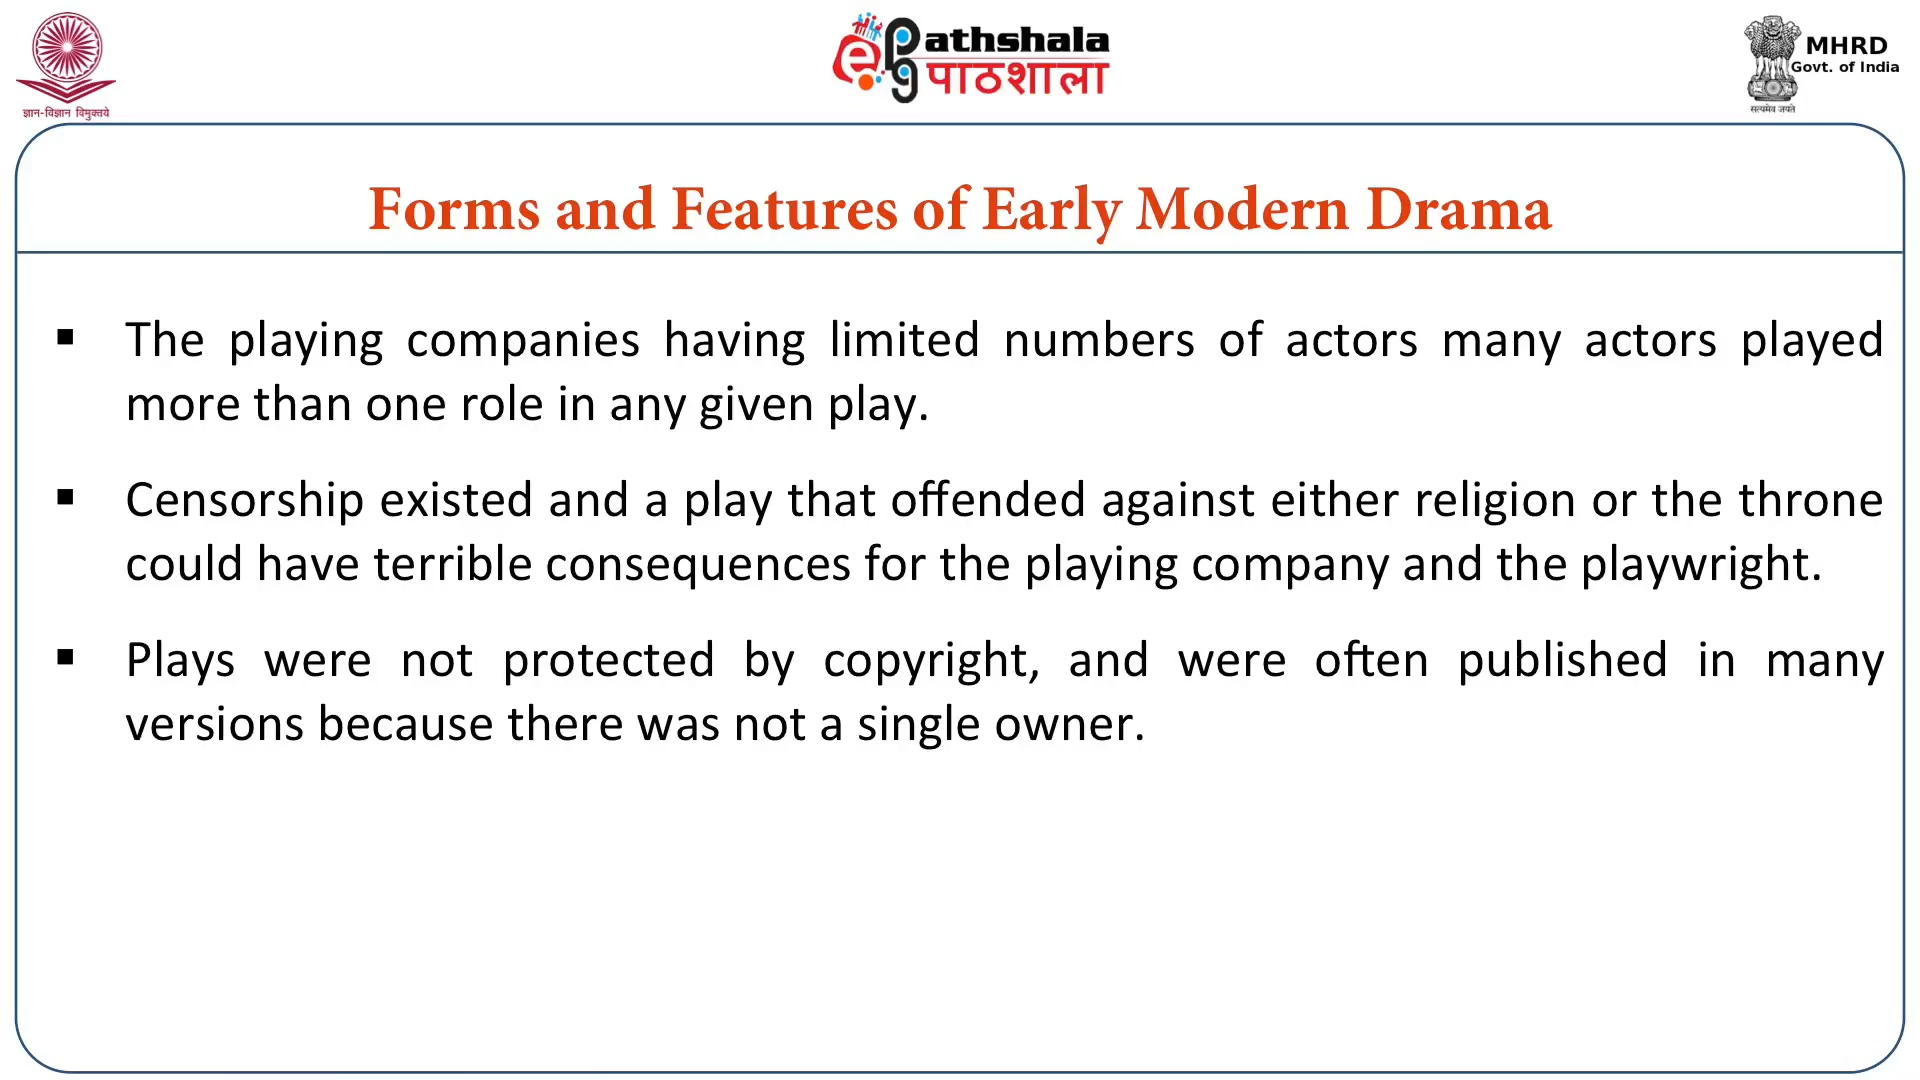 ज्ञान-विज्ञान विमुक्तये
e Pathshala
पाठशाला
MHRD
Govt. of India
सत्यमेव जयते
Forms and Features of Early Modern Drama
▪ The playing companies having limited numbers of actors many actors played
more than one role in any given play.
▪ Censorship existed and a play that offended against either religion or the throne
could have terrible consequences for the playing company and the playwright.
▪ Plays were not protected by copyright, and were often published in many
versions because there was not a single owner.